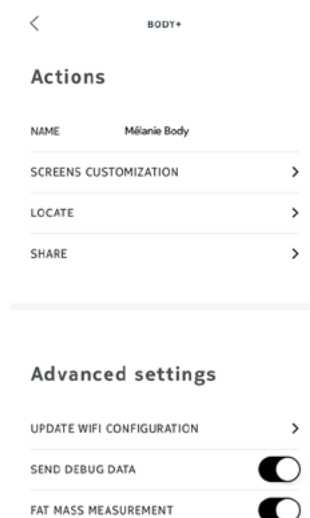 BODY+
Actions
NAME Mélanie Body
SCREENS CUSTOMIZATION
LOCATE
SHARE
Advanced settings
UPDATE WIFI CONFIGURATION
SEND DEBUG DATA
FAT MASS MEASUREMENT